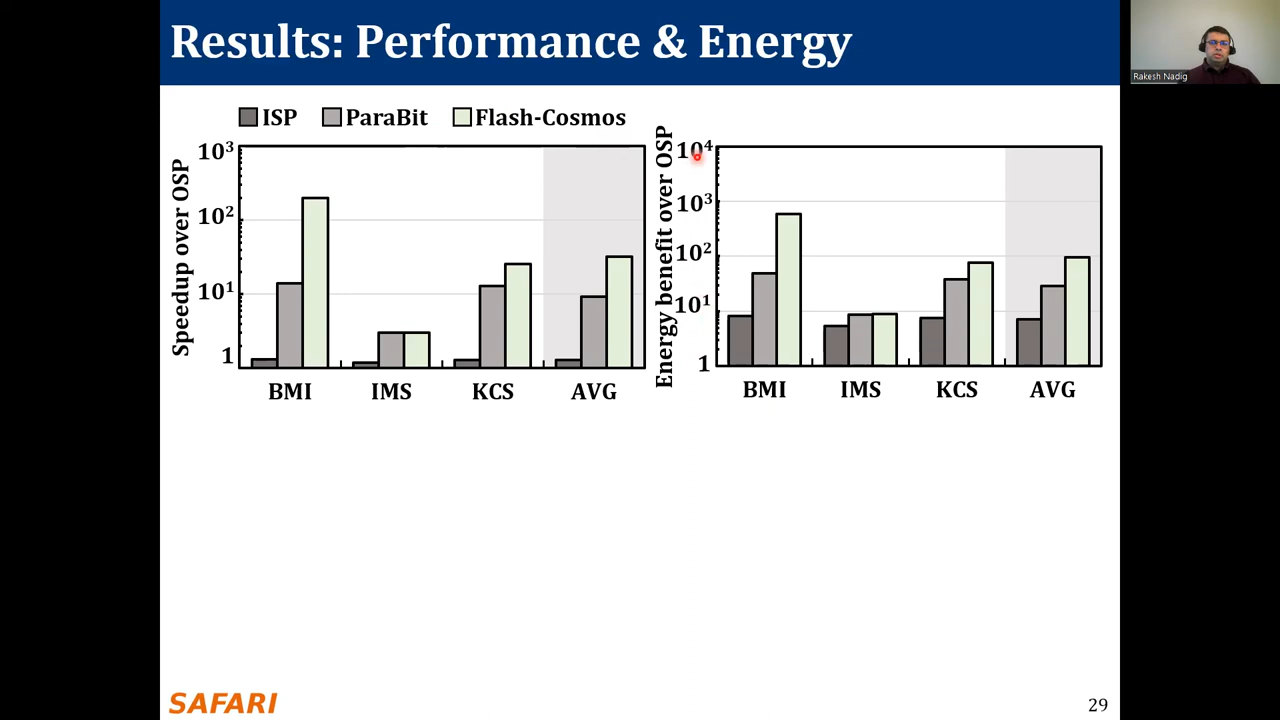 Results: Performance & Energy
Rakesh Nadig
ISP ParaBit Flash-Cosmos
Speedup over OSP
10³
10²
10¹
1
BMI IMS KCS AVG
Energy benefit over OSP
10⁴
10³
10²
10¹
1
BMI IMS KCS AVG
SAFARI
29